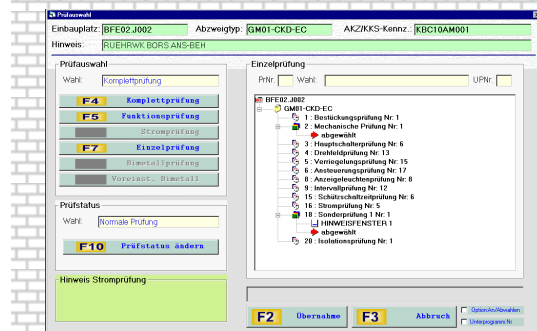 Prüfauswahl
Einbauplatz: BFE02.J002 Abzweigtyp: GM01-CKD-EC AKZ/KKS-Kennz.: KBC10AM001
Hinweis: RUEHRWK BORS ANS-BEH
Prüfauswahl
Wahl: Komplettprüfung
F4 Komplettprüfung
F5 Funktionsprüfung
Stromprüfung
F7 Einzelprüfung
Bimetallprüfung
Voreinst. Bimetall
Prüfstatus
Wahl: Normale Prüfung
F10 Prüfstatus ändern
Hinweis Stromprüfung
Einzelprüfung
PrNr. Wahl: UPNr.
BFE02.J002
GM01-CKD-EC
1 : Bestückungsprüfung Nr: 1
2 : Mechanische Prüfung Nr: 1
abgewählt
3 : Hauptschalterprüfung Nr: 6
4 : Drehfeldprüfung Nr: 13
5 : Verriegelungsprüfung Nr: 15
6 : Ansteuerungsprüfung Nr: 17
8 : Anzeigeleuchtenprüfung Nr: 8
9 : Intervallprüfung Nr: 12
15 : Schützschaltzeitprüfung Nr: 6
16 : Stromprüfung Nr: 5
18 : Sonderprüfung 1 Nr: 1
HINWEISFENSTER 1
abgewählt
20 : Isolationsprüfung Nr: 1
F2 Übernahme F3 Abbruch
Option An/Abwahlen
Unterprogramm.Nr